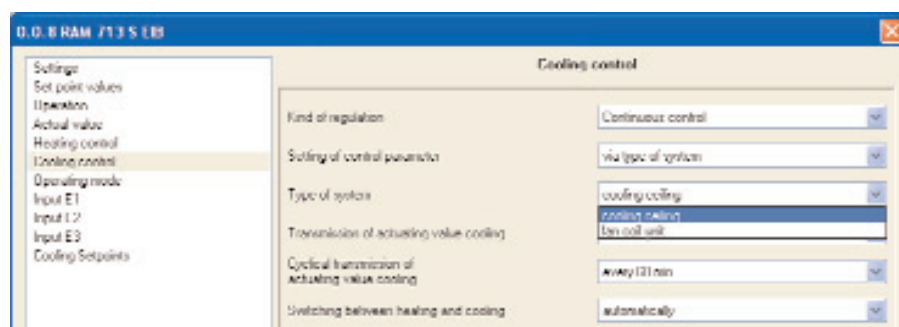 0.0.8 RAM 713 S EIB
Settings
Set point values
Operation
Actual value
Heating control
Cooling control
Operating mode
Input E1
Input E2
Input E3
Cooling Setpoints
Cooling control
Kind of regulation
Continuous control
Setting of control parameter
via type of system
Type of system
cooling ceiling
cooling ceiling
fan coil unit
Transmission of actuating value cooling
Cyclical transmission of
actuating value cooling
every min
Switching between heating and cooling
automatically